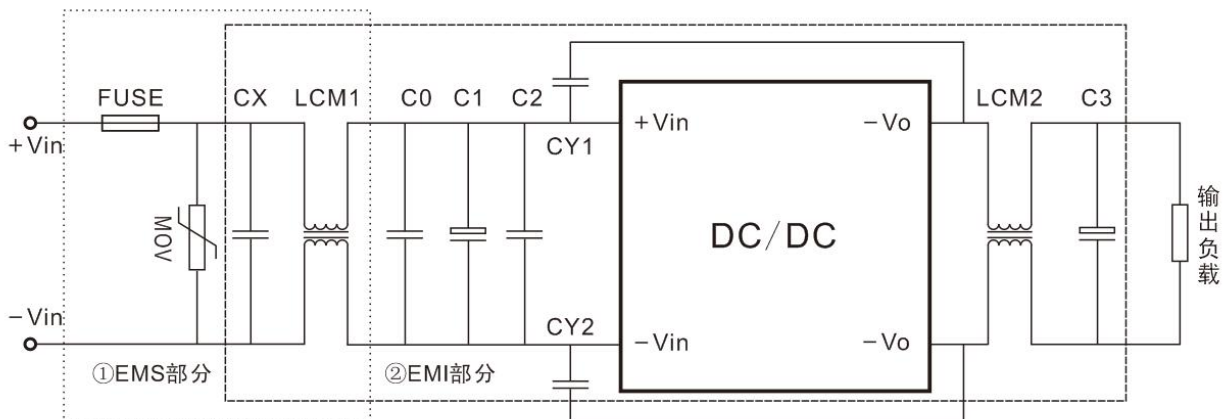 FUSE
CX
LCM1
C0
C1
C2
LCM2
C3
+Vin
CY1
+Vin
-Vo
MOV
DC/DC
输出负载
-Vin
CY2
-Vin
-Vo
①EMS部分
②EMI部分